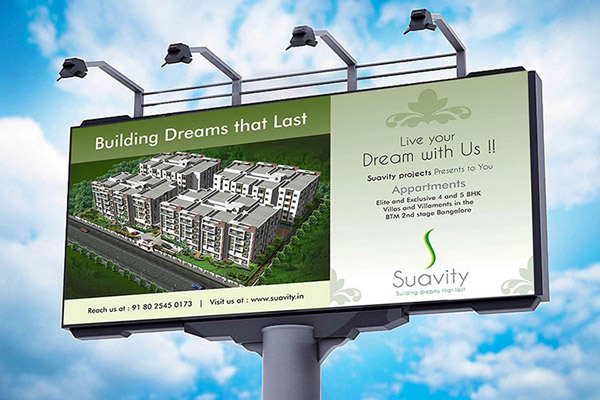 Building Dreams that Last
Reach us at : 91 80 2545 0173 | Visit us at : www.suavity.in
Live your
Dream with Us !!
Suavity projects Presents to You
Appartments
Elite and Exclusive 4 and 5 BHK
Villas and Villaments in the
BTM 2nd stage Bangalore
Suavity
Building dreams that last